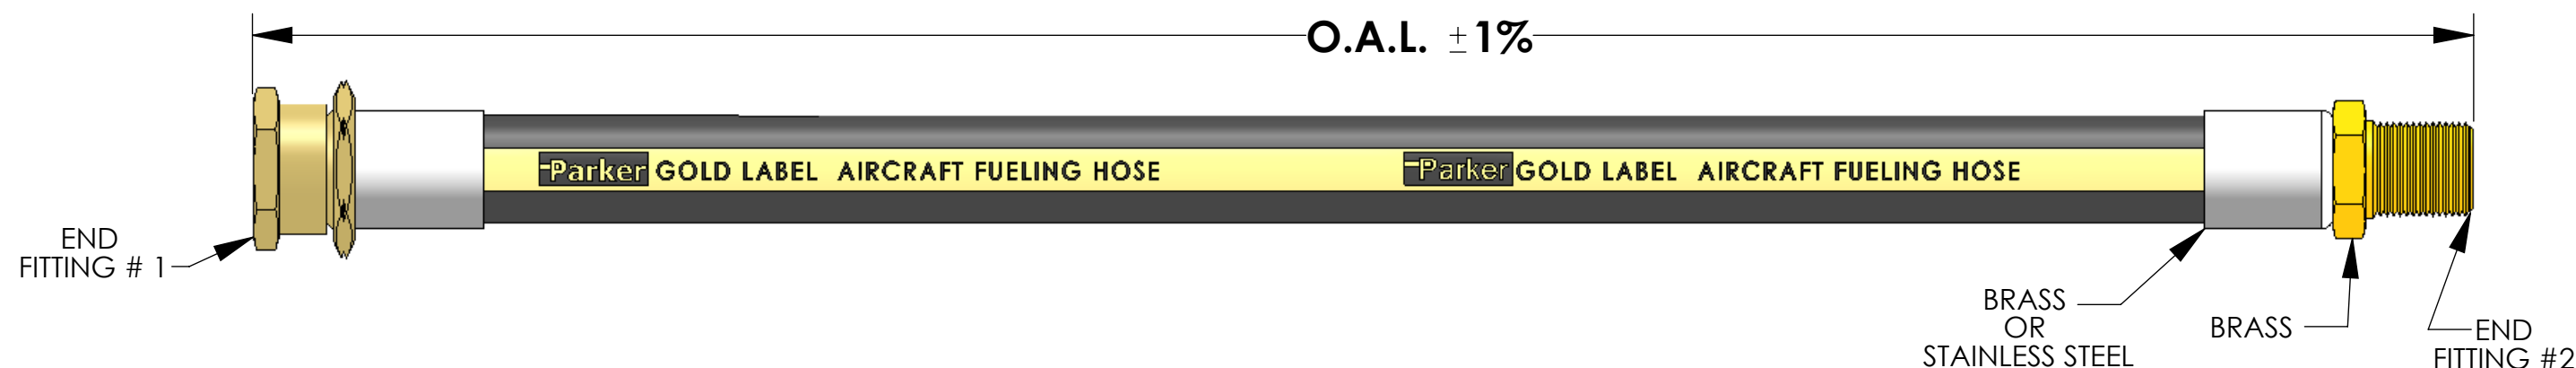 O.A.L. ±1%
Parker GOLD LABEL AIRCRAFT FUELING HOSE
Parker GOLD LABEL AIRCRAFT FUELING HOSE
END
FITTING # 1
BRASS
OR
STAINLESS STEEL
BRASS
END
FITTING #2